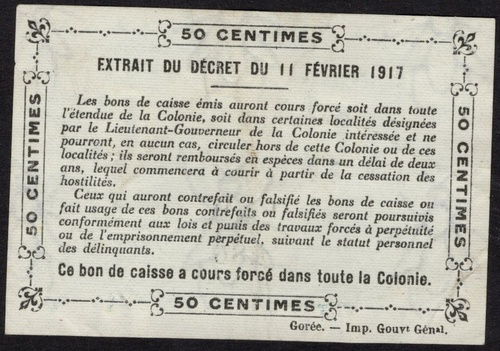 50 CENTIMES
EXTRAIT DU DÉCRET DU 11 FÉVRIER 1917
50 CENTIMES
50 CENTIMES
Les bons de caisse émis auront cours forcé soit dans toute
l'étendue de la Colonie, soit dans certaines localités désignées
par le Lieutenant-Gouverneur de la Colonie intéressée et ne
pourront, en aucun cas, circuler hors de cette Colonie ou de ces
localités ; ils seront remboursés en espèces dans un délai de deux
ans, lequel commencera à courir à partir de la cessation des
hostilités.
Ceux qui auront contrefait ou falsifié les bons de caisse ou
fait usage de ces bons contrefaits ou falsifiés seront poursuivis
conformément aux lois et punis des travaux forcés à perpétuité
ou de l'emprisonnement perpétuel, suivant le statut personnel
des délinquants.
Ce bon de caisse a cours forcé dans toute la Colonie.
50 CENTIMES
Gorée. — Imp. Gouvt Génal.